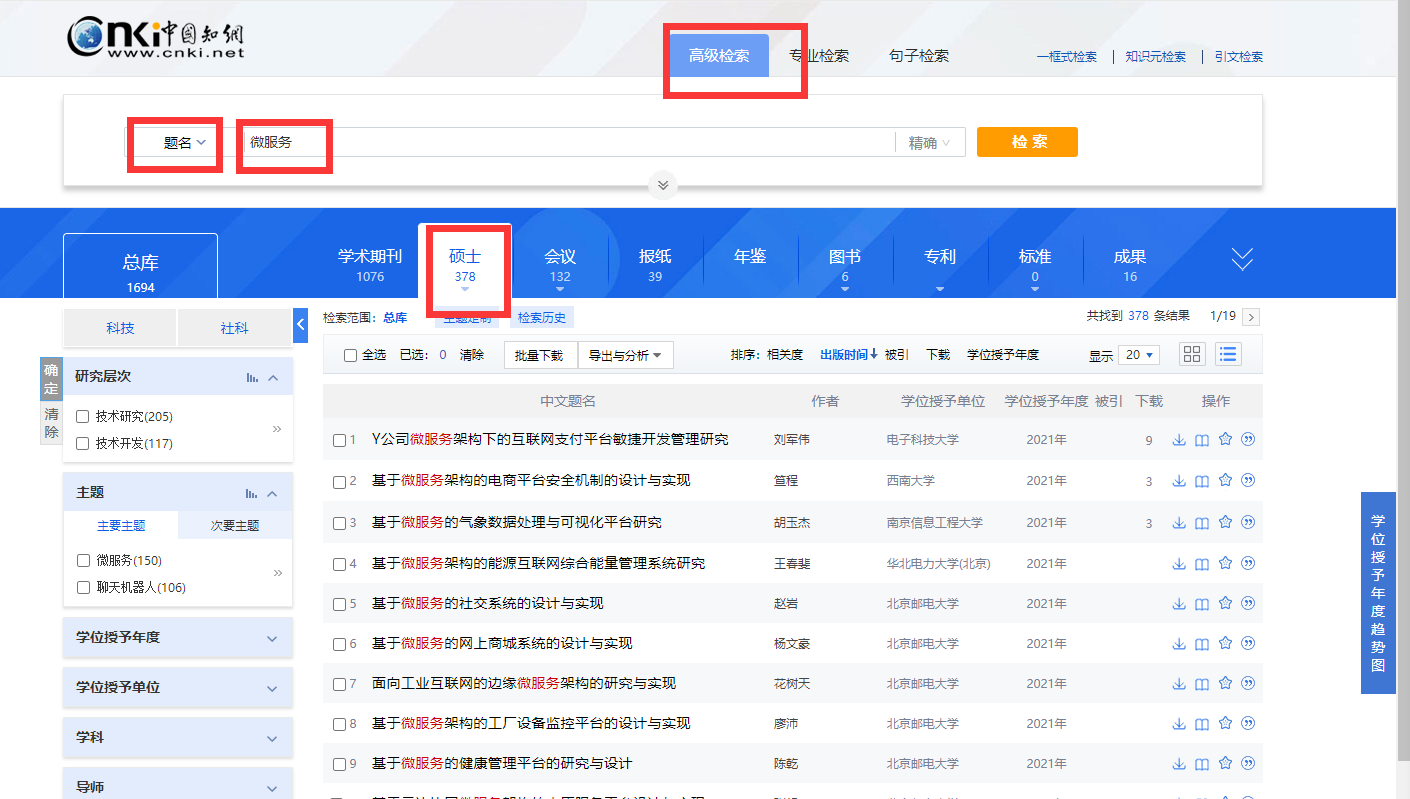 cnki中国知网
www.cnki.net
高级检索 专业检索 句子检索 一框式检索 | 知识元检索 | 引文检索
题名 微服务 精确 检 索
总库 1694
学术期刊 1076
硕士 378
会议 132
报纸 39
年鉴
图书 6
专利
标准 0
成果 16
科技 社科
检索范围：总库 主题定制 检索历史 共找到 378 条结果 1/19 >
全选 已选：0 清除 批量下载 导出与分析 排序： 相关度 出版时间↓ 被引 下载 学位授予年度 显示 20
确定
清除
研究层次
技术研究(205)
技术开发(117)
»
主题
主要主题 次要主题
微服务(150)
聊天机器人(106)
»
学位授予年度
学位授予单位
学科
导师
中文题名 作者 学位授予单位 学位授予年度 被引 下载 操作
1 Y公司微服务架构下的互联网支付平台敏捷开发管理研究 刘军伟 电子科技大学 2021年 9
2 基于微服务架构的电商平台安全机制的设计与实现 笪程 西南大学 2021年 3
3 基于微服务的气象数据处理与可视化平台研究 胡玉杰 南京信息工程大学 2021年 3
4 基于微服务架构的能源互联网综合能量管理系统研究 王春斐 华北电力大学(北京) 2021年
5 基于微服务的社交系统的设计与实现 赵岩 北京邮电大学 2021年
6 基于微服务的网上商城系统的设计与实现 杨文豪 北京邮电大学 2021年
7 面向工业互联网的边缘微服务架构的研究与实现 花树天 北京邮电大学 2021年
8 基于微服务架构的工厂设备监控平台的设计与实现 廖沛 北京邮电大学 2021年
9 基于微服务的健康管理平台的研究与设计 陈乾 北京邮电大学 2021年
学位授予年度趋势图